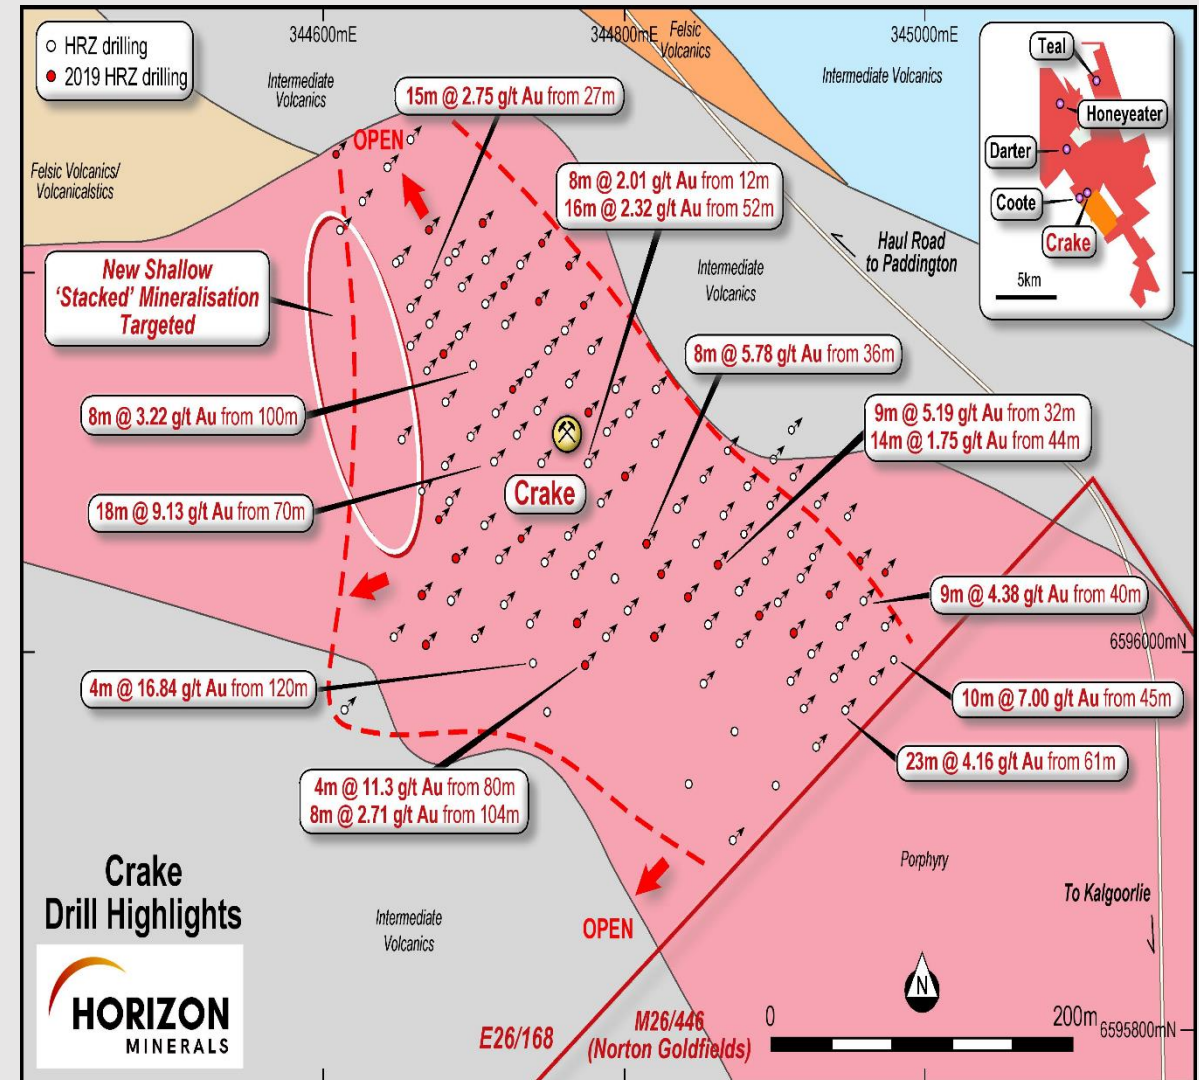 HRZ drilling
2019 HRZ drilling
344600mE
344800mE
345000mE
Intermediate
Volcanics
Felsic
Volcanics
Intermediate Volcanics
Teal
Honeyeater
Darter
Coote
Crake
5km
15m @ 2.75 g/t Au from 27m
OPEN
Felsic Volcanics/
Volcanicalstics
8m @ 2.01 g/t Au from 12m
16m @ 2.32 g/t Au from 52m
Haul Road
to Paddington
Intermediate
Volcanics
New Shallow
‘Stacked’ Mineralisation
Targeted
8m @ 5.78 g/t Au from 36m
8m @ 3.22 g/t Au from 100m
9m @ 5.19 g/t Au from 32m
14m @ 1.75 g/t Au from 44m
Crake
18m @ 9.13 g/t Au from 70m
9m @ 4.38 g/t Au from 40m
6596000mN
4m @ 16.84 g/t Au from 120m
10m @ 7.00 g/t Au from 45m
23m @ 4.16 g/t Au from 61m
4m @ 11.3 g/t Au from 80m
8m @ 2.71 g/t Au from 104m
Porphyry
Crake
Drill Highlights
To Kalgoorlie
Intermediate
Volcanics
OPEN
HORIZON
MINERALS
N
0
200m
6595800mN
E26/168
M26/446
(Norton Goldfields)